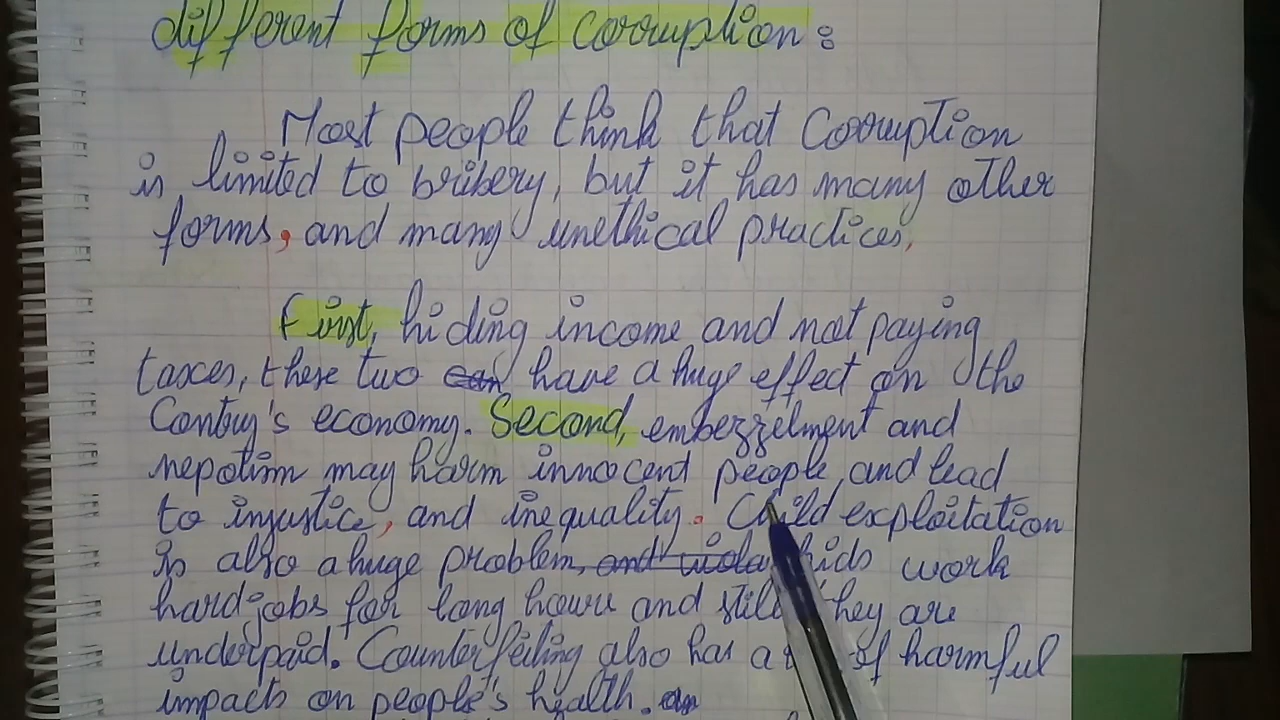 different forms of corruption:
Most people think that corruption
is limited to bribery, but it has many other
forms, and many unethical practices,
First, hiding income and not paying
taxes, these two have a huge effect on the
Contry's economy. Second, embezzelment and
nepotism may harm innocent people, and lead
to injustice, and inequality. Child exploitation
is also a huge problem, kids work
hard jobs for long hours and still they are
underpaid. Counterfeiting also has a of harmful
impacts on people's health.